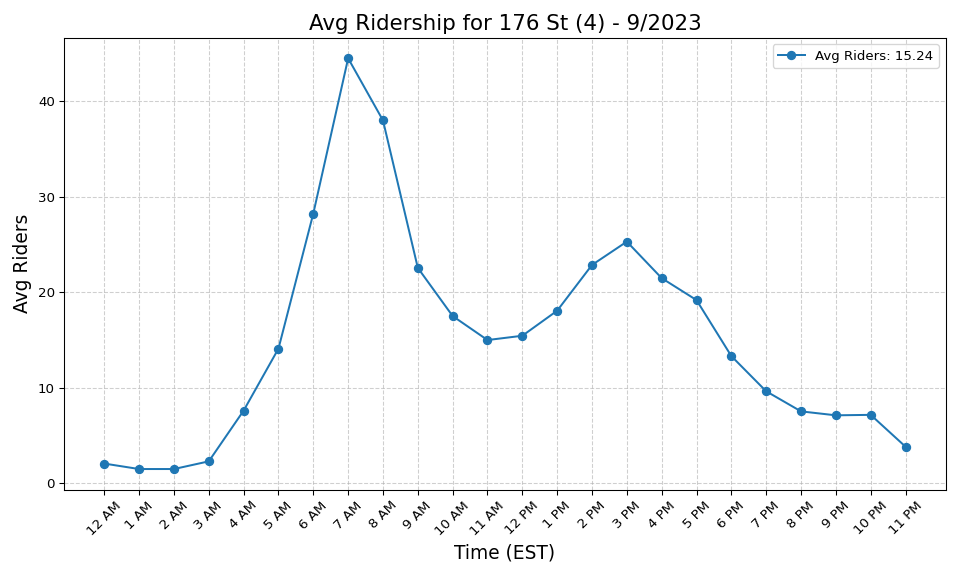 Avg Ridership for 176 St (4) - 9/2023
Avg Riders: 15.24
Avg Riders
40
30
20
10
0
12 AM
1 AM
2 AM
3 AM
4 AM
5 AM
6 AM
7 AM
8 AM
9 AM
10 AM
11 AM
12 PM
1 PM
2 PM
3 PM
4 PM
5 PM
6 PM
7 PM
8 PM
9 PM
10 PM
11 PM
Time (EST)